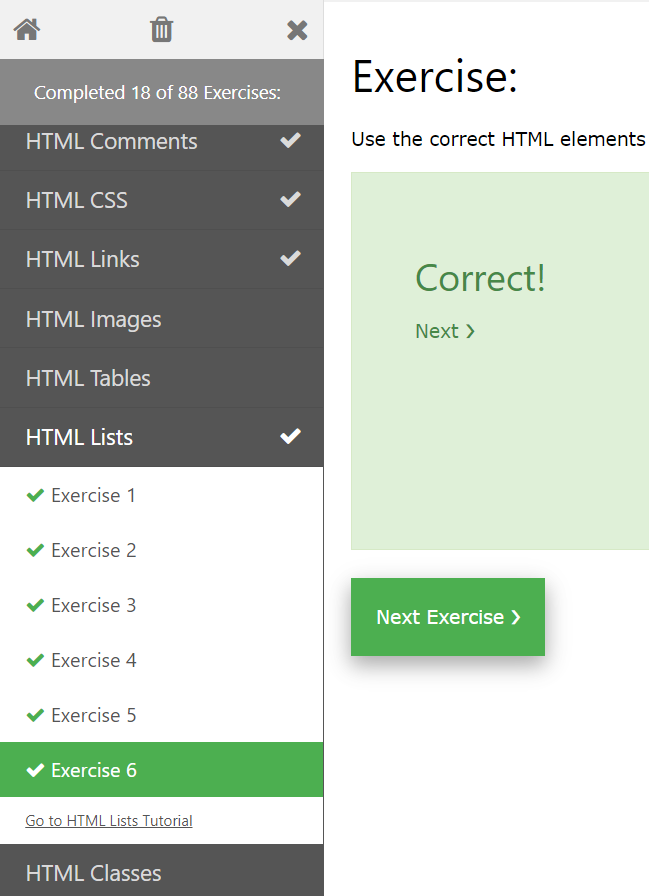 Completed 18 of 88 Exercises:
HTML Comments
HTML CSS
HTML Links
HTML Images
HTML Tables
HTML Lists
Exercise 1
Exercise 2
Exercise 3
Exercise 4
Exercise 5
Exercise 6
Go to HTML Lists Tutorial
HTML Classes
Exercise:
Use the correct HTML elements
Correct!
Next ❯
Next Exercise ❯